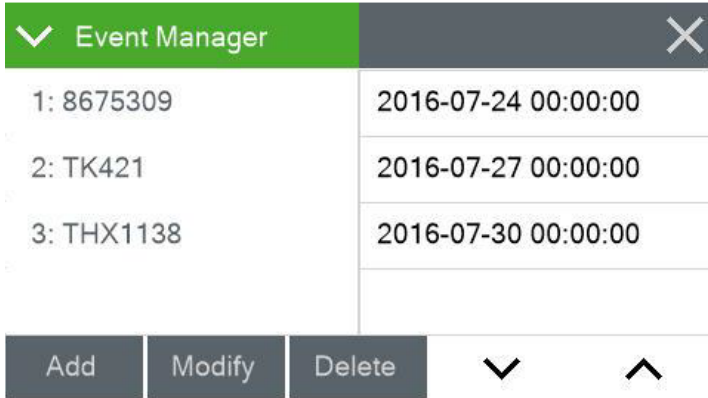 Event Manager
1: 8675309 2016-07-24 00:00:00
2: TK421 2016-07-27 00:00:00
3: THX1138 2016-07-30 00:00:00
Add Modify Delete